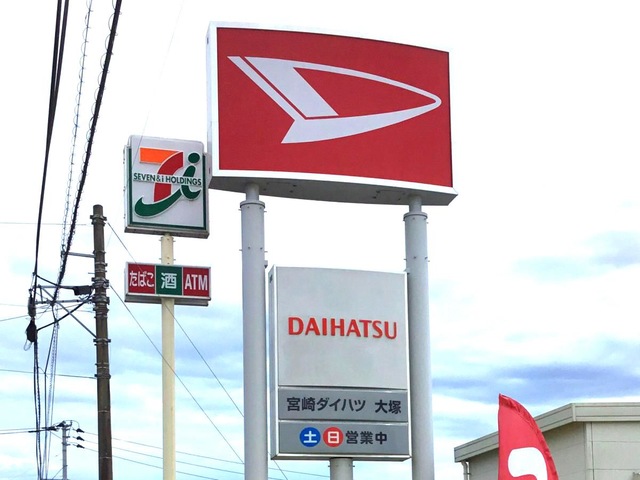 SEVEN & i HOLDINGS
たばこ 酒 ATM
DAIHATSU
宮崎ダイハツ 大塚
土 日 営業中